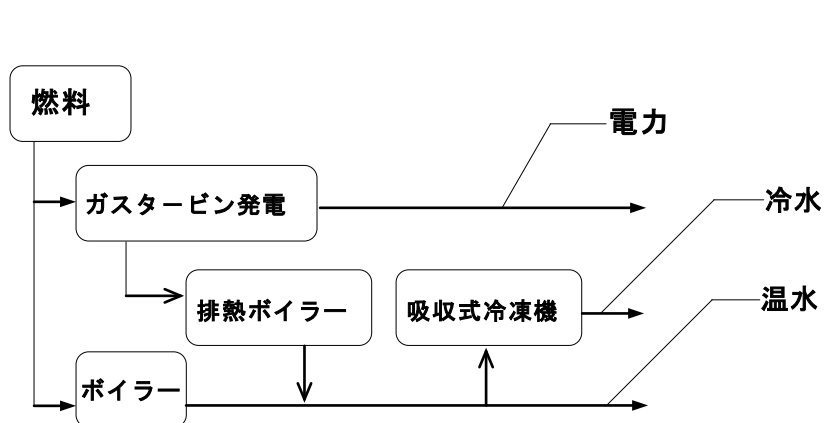 燃料
電力
ガスタービン発電
冷水
排熱ボイラー
吸収式冷凍機
温水
ボイラー